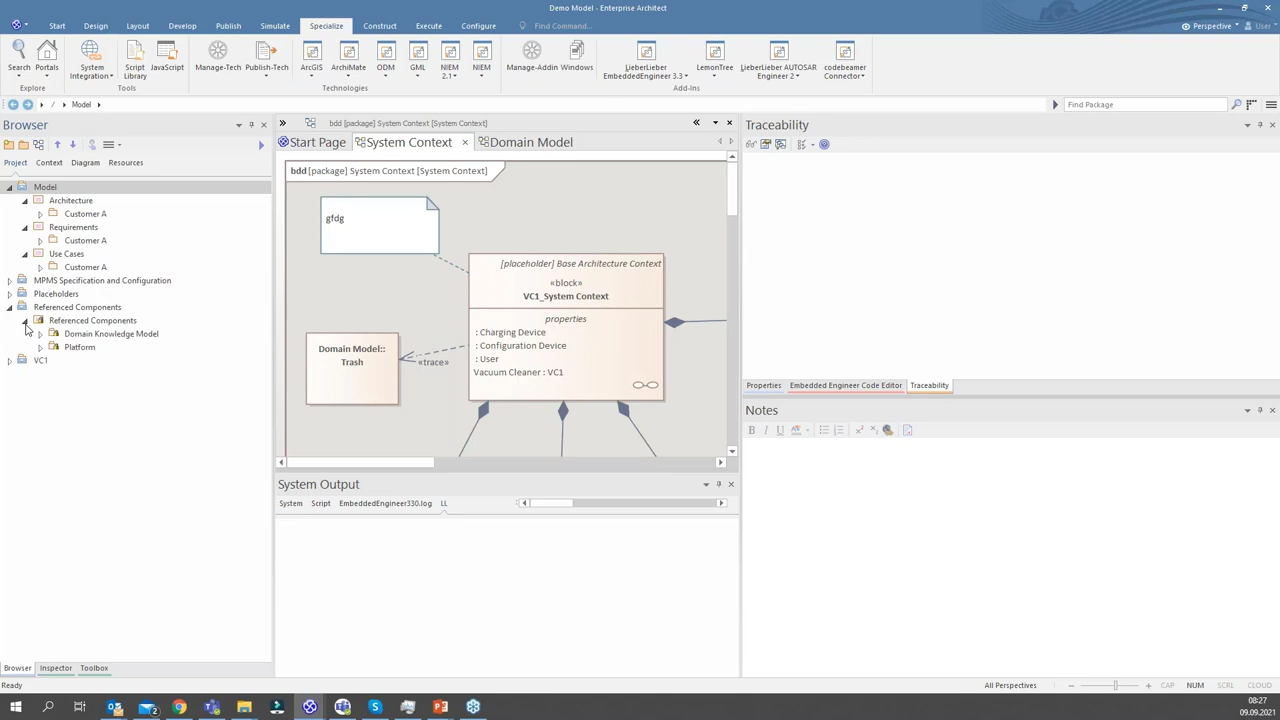 Demo Model - Enterprise Architect
Start Design Layout Develop Publish Simulate Specialize Construct Execute Configure Find Command...
Perspective User
Search Portals System Integration Script Library JavaScript Manage-Tech Publish-Tech ArcGIS ArchiMate ODM GML NIEM 2.1 NIEM Manage-Addin Windows LieberLieber EmbeddedEngineer 3.3 LemonTree LieberLieber AUTOSAR Engineer 2 codebeamer Connector
Explore Tools Technologies Add-Ins
/ Model Find Package
Browser
Project Context Diagram Resources
Model
Architecture
Customer A
Requirements
Customer A
Use Cases
Customer A
MPMS Specification and Configuration
Placeholders
Referenced Components
Referenced Components
Domain Knowledge Model
Platform
VC1
Browser Inspector Toolbox
bdd [package] System Context [System Context]
Start Page System Context Domain Model
bdd [package] System Context [System Context]
gfdg
[placeholder] Base Architecture Context
«block»
VC1_System Context
properties
: Charging Device
: Configuration Device
: User
Vacuum Cleaner : VC1
Domain Model::
Trash
«trace»
System Output
System Script EmbeddedEngineer330.log LL
Traceability
Properties Embedded Engineer Code Editor Traceability
Notes
B I U
Ready
All Perspectives CAP NUM SCRL CLOUD
08:27
09.09.2021